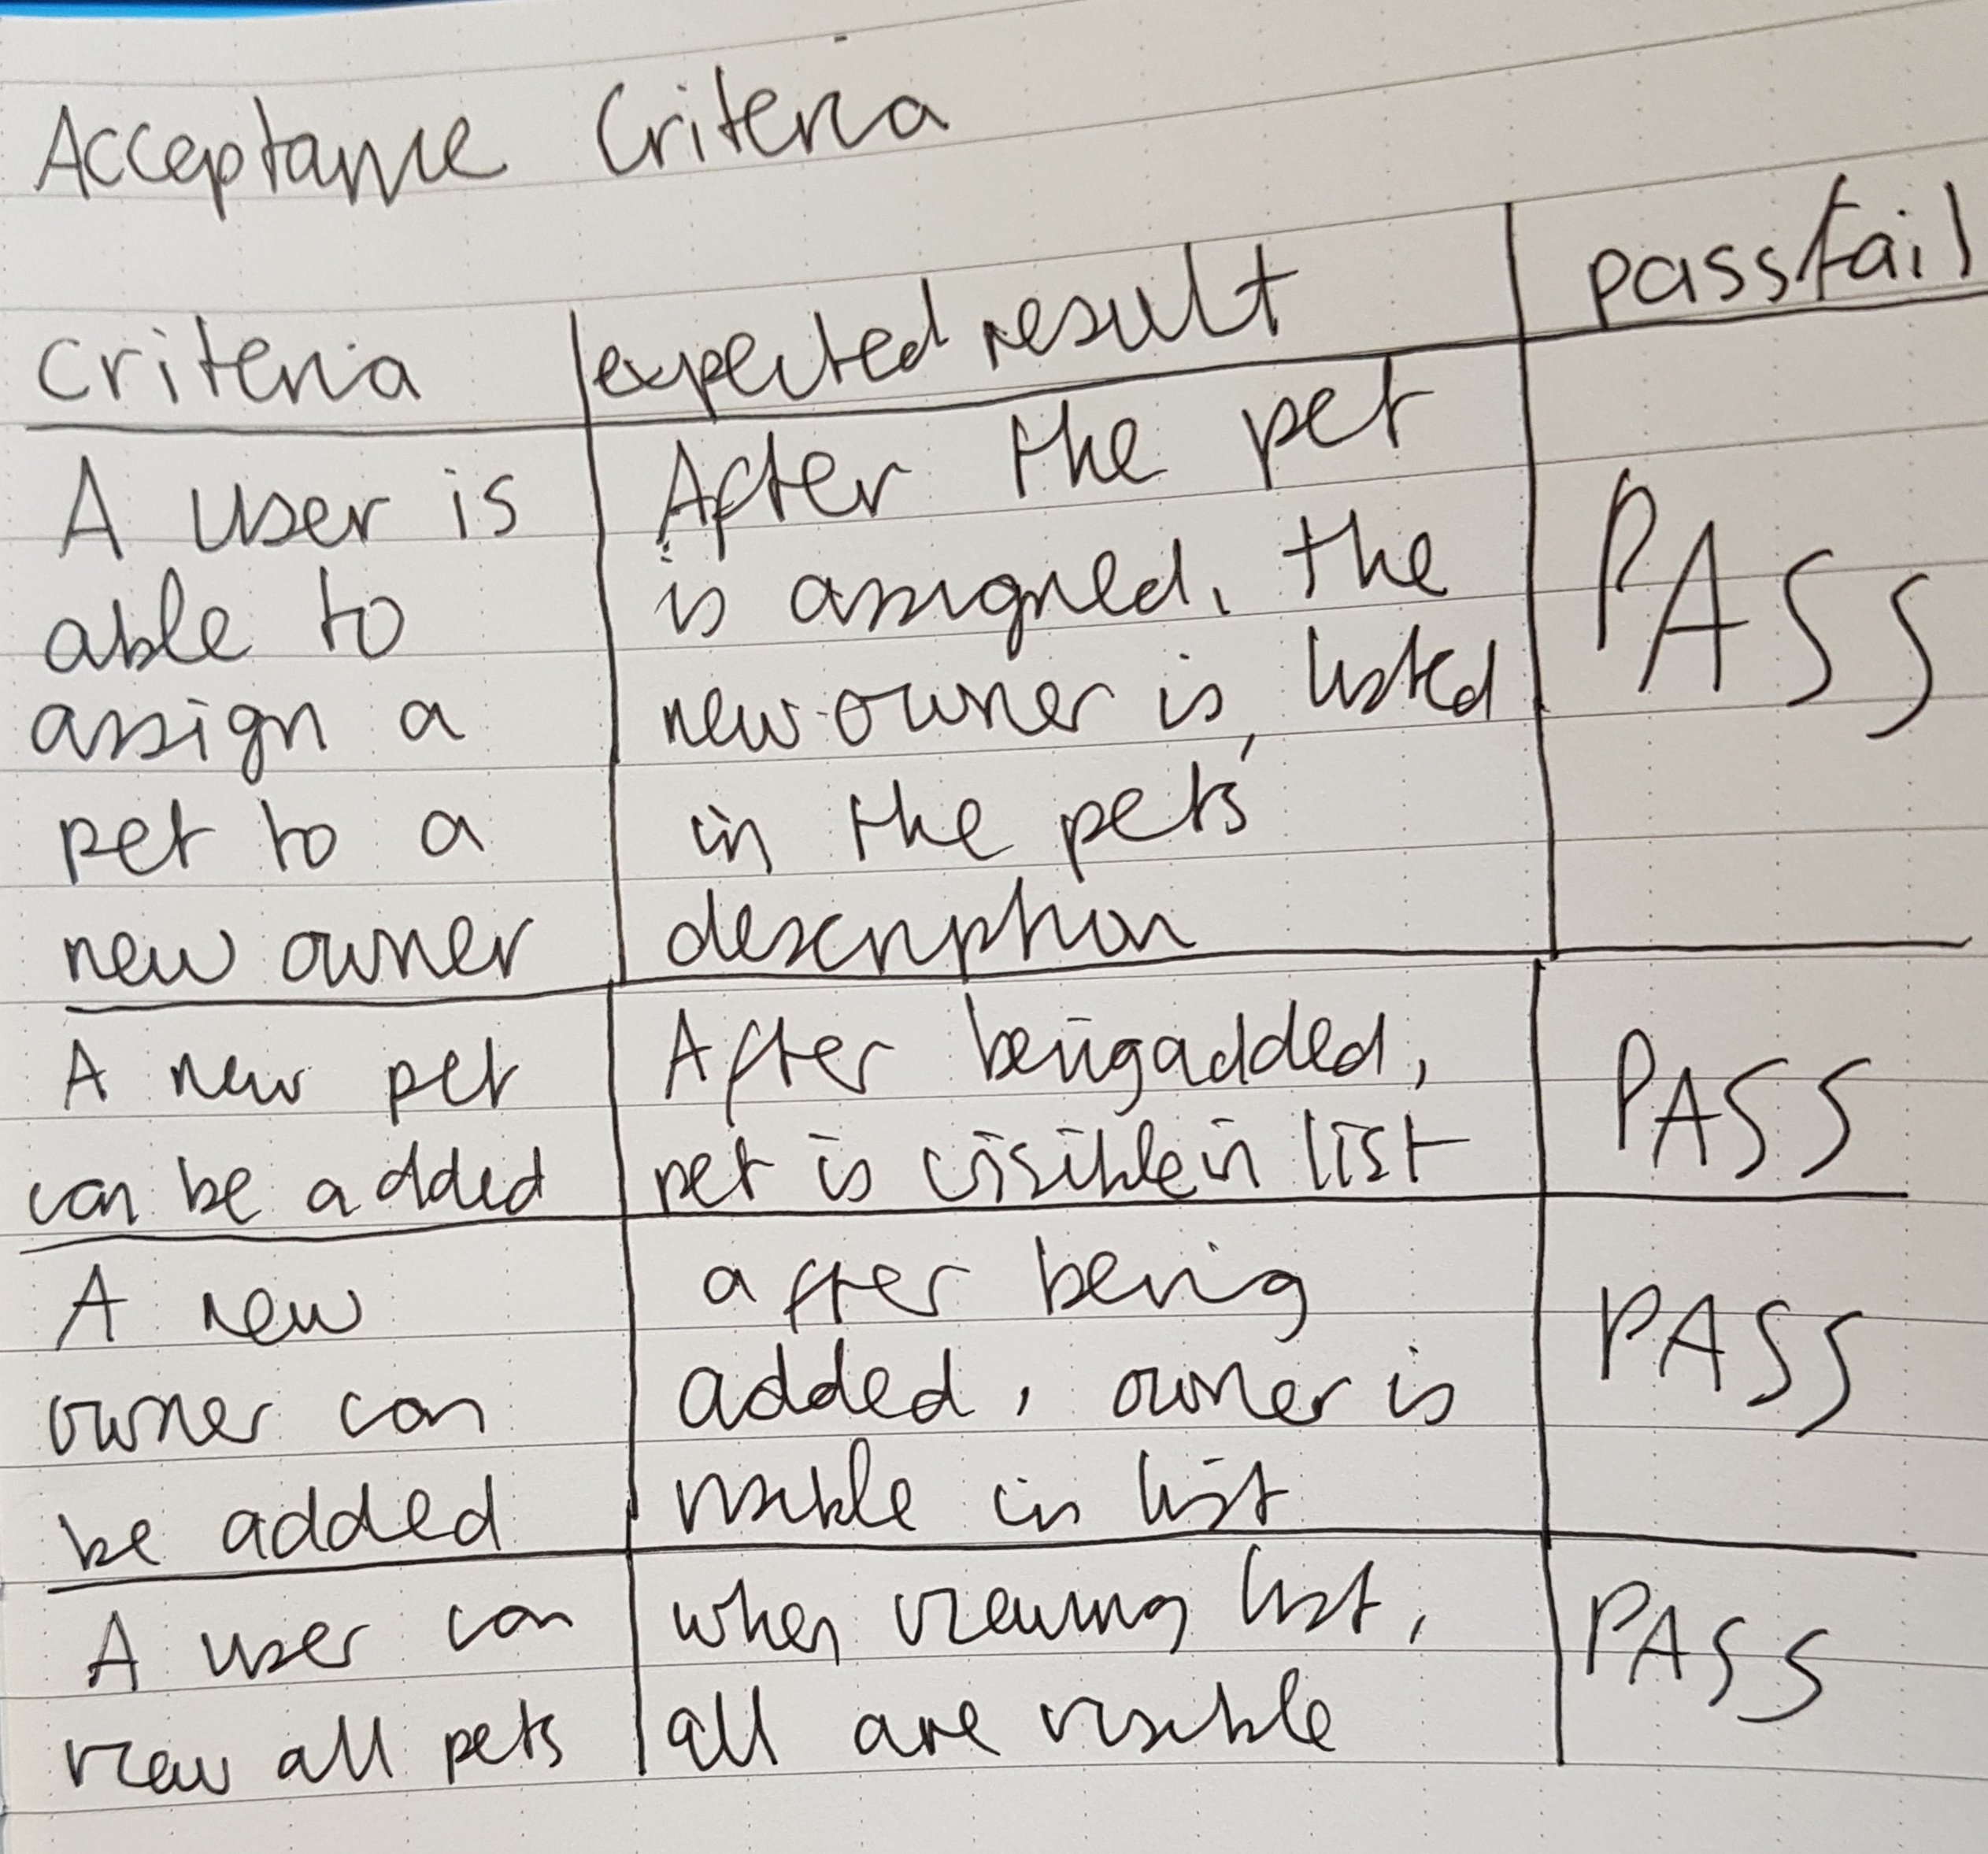 Acceptance Criteria
criteria expected result pass/fail
A user is
able to
assign a
pet to a
new owner
After the pet
is assigned, the
new owner is listed
in the pets'
description
PASS
A new pet
can be added
After being added,
pet is visible in list
PASS
A new
owner can
be added
after being
added, owner is
visible in list
PASS
A user can
view all pets
when viewing list,
all are visible
PASS